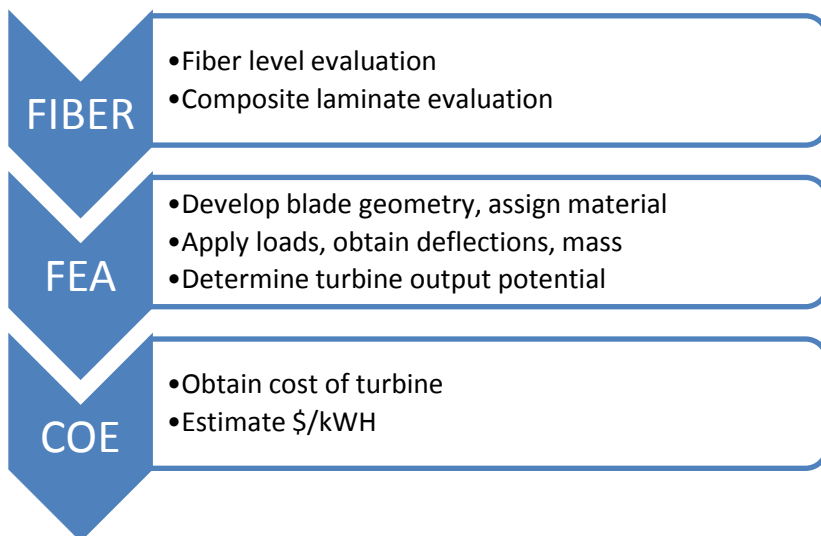 FIBER
•Fiber level evaluation
•Composite laminate evaluation
FEA
•Develop blade geometry, assign material
•Apply loads, obtain deflections, mass
•Determine turbine output potential
COE
•Obtain cost of turbine
•Estimate $/kWH